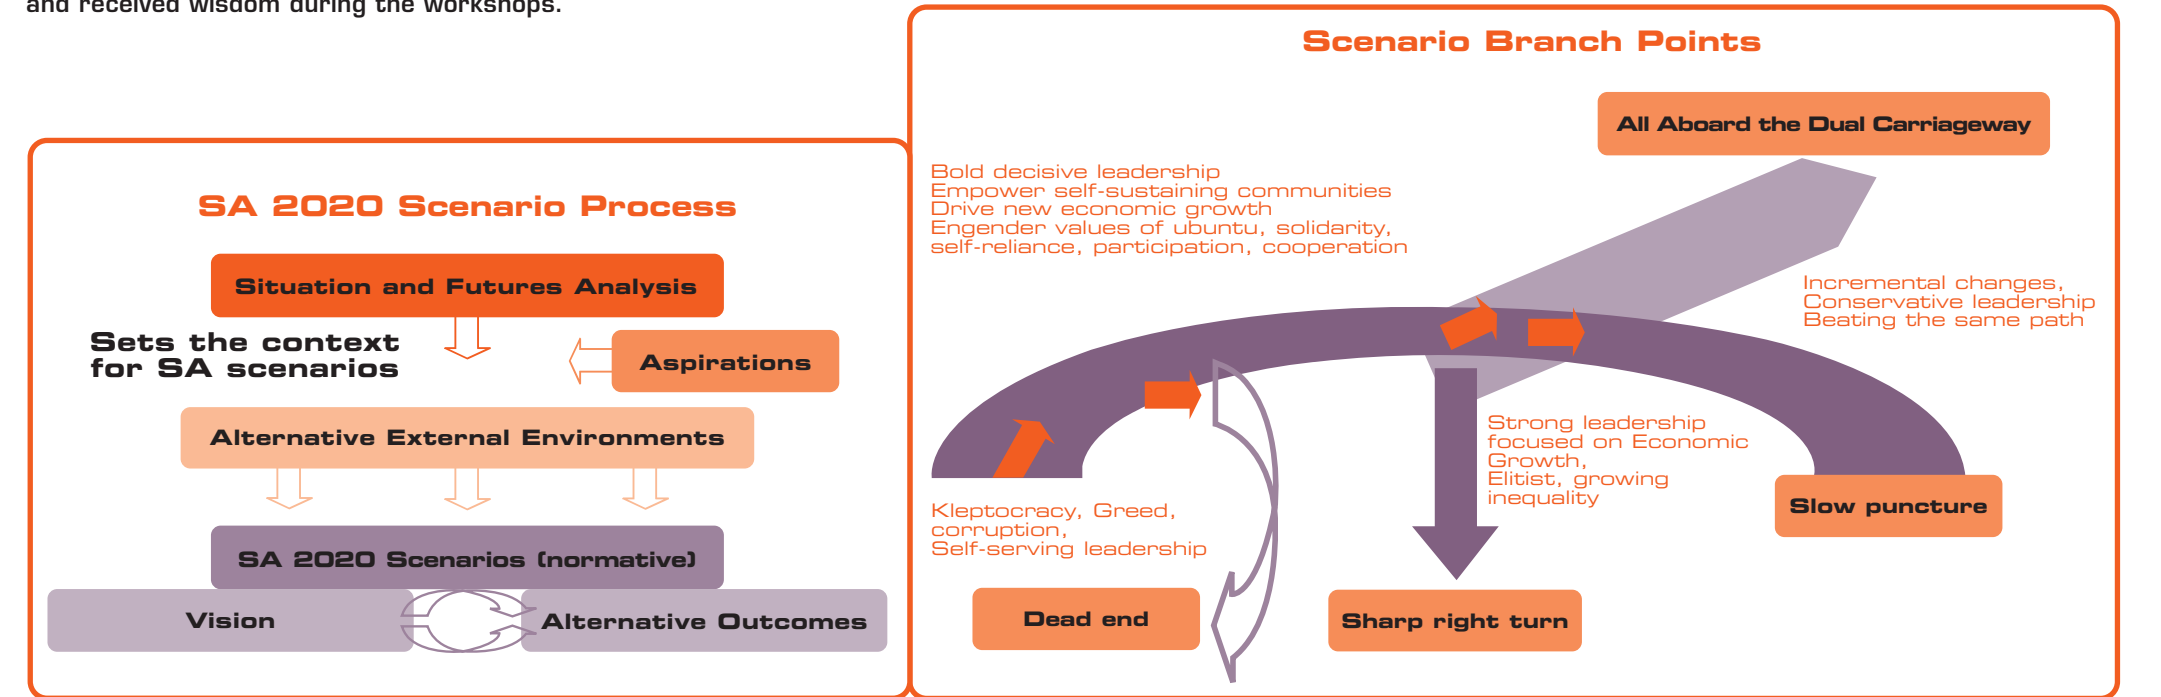 and received wisdom during the workshops.
SA 2020 Scenario Process
Situation and Futures Analysis
Sets the context
for SA scenarios
Aspirations
Alternative External Environments
SA 2020 Scenarios (normative)
Vision
Alternative Outcomes
Scenario Branch Points
All Aboard the Dual Carriageway
Bold decisive leadership
Empower self-sustaining communities
Drive new economic growth
Engender values of ubuntu, solidarity,
self-reliance, participation, cooperation
Incremental changes,
Conservative leadership
Beating the same path
Strong leadership
focused on Economic
Growth,
Elitist, growing
inequality
Kleptocracy, Greed,
corruption,
Self-serving leadership
Slow puncture
Dead end
Sharp right turn